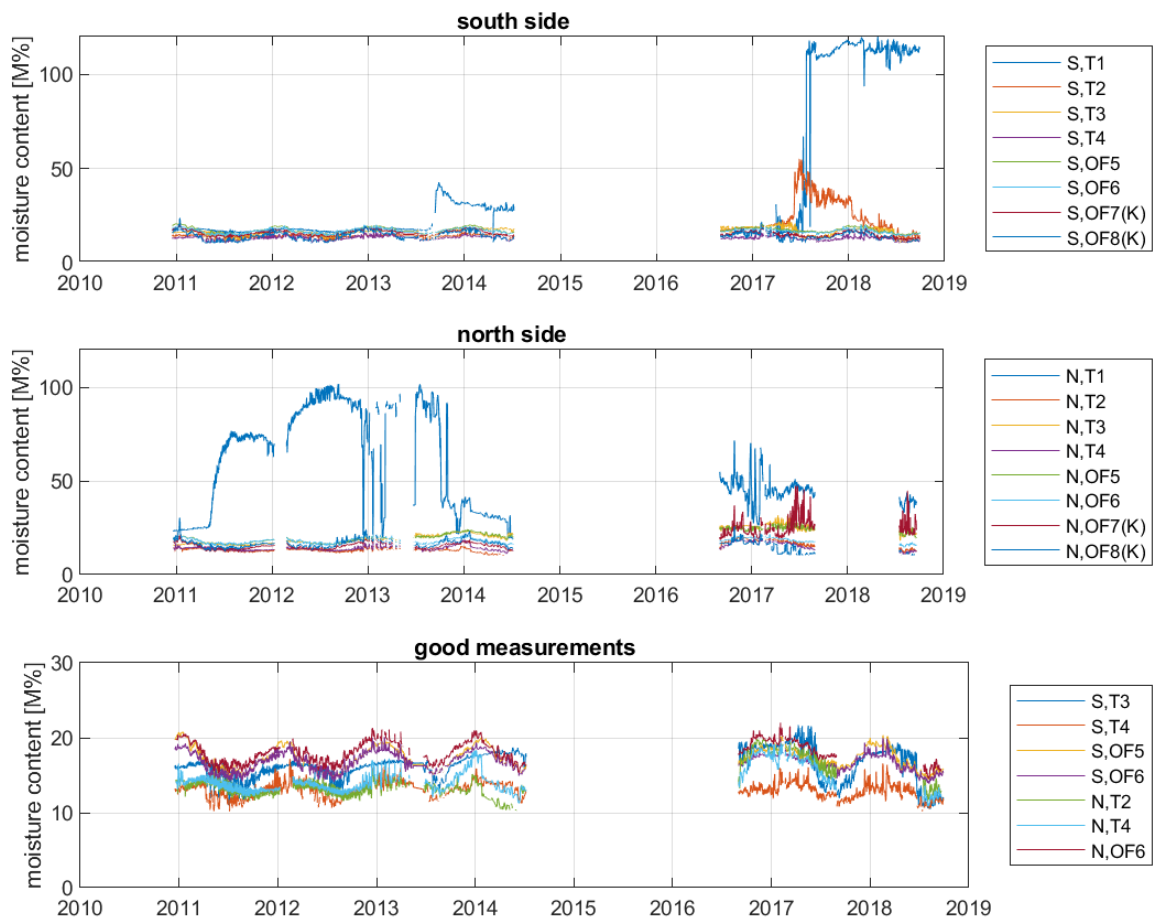 south side
moisture content [M%]
100
50
0
2010 2011 2012 2013 2014 2015 2016 2017 2018 2019
S,T1
S,T2
S,T3
S,T4
S,OF5
S,OF6
S,OF7(K)
S,OF8(K)
north side
moisture content [M%]
100
50
0
2010 2011 2012 2013 2014 2015 2016 2017 2018 2019
N,T1
N,T2
N,T3
N,T4
N,OF5
N,OF6
N,OF7(K)
N,OF8(K)
good measurements
moisture content [M%]
30
20
10
0
2010 2011 2012 2013 2014 2015 2016 2017 2018 2019
S,T3
S,T4
S,OF5
S,OF6
N,T2
N,T4
N,OF6